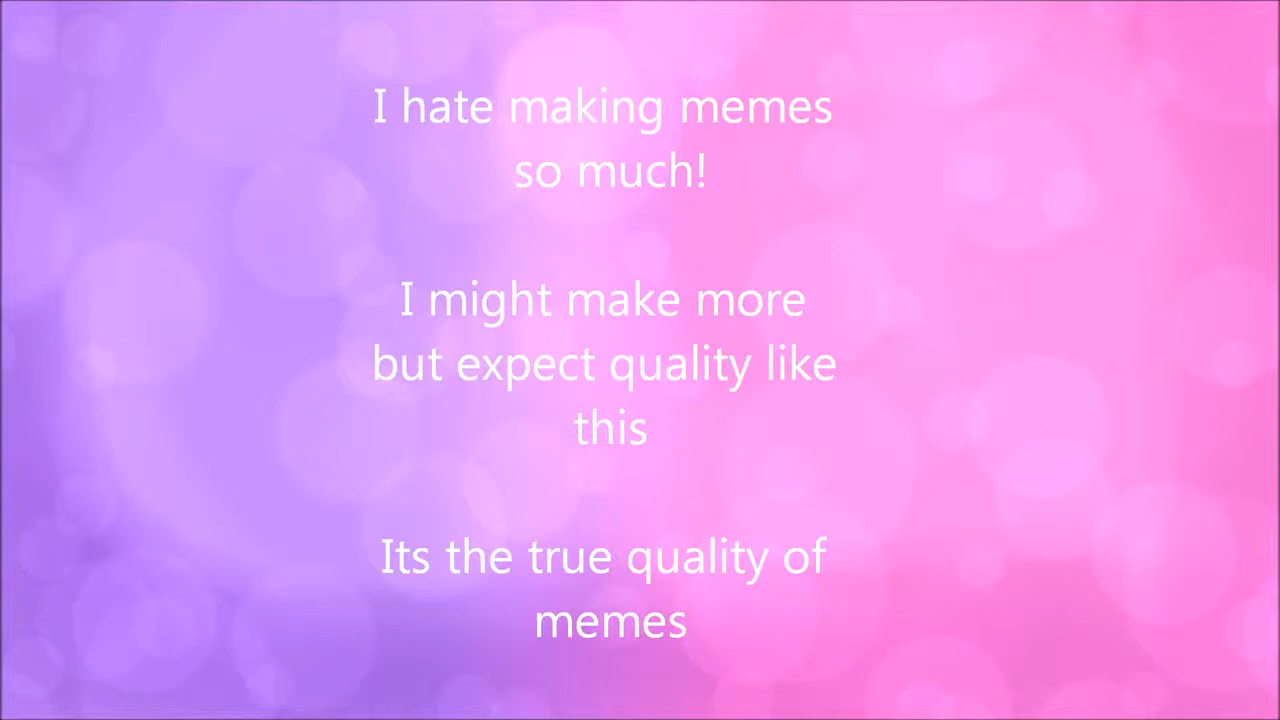 I hate making memes
so much!
I might make more
but expect quality like
this
Its the true quality of
memes